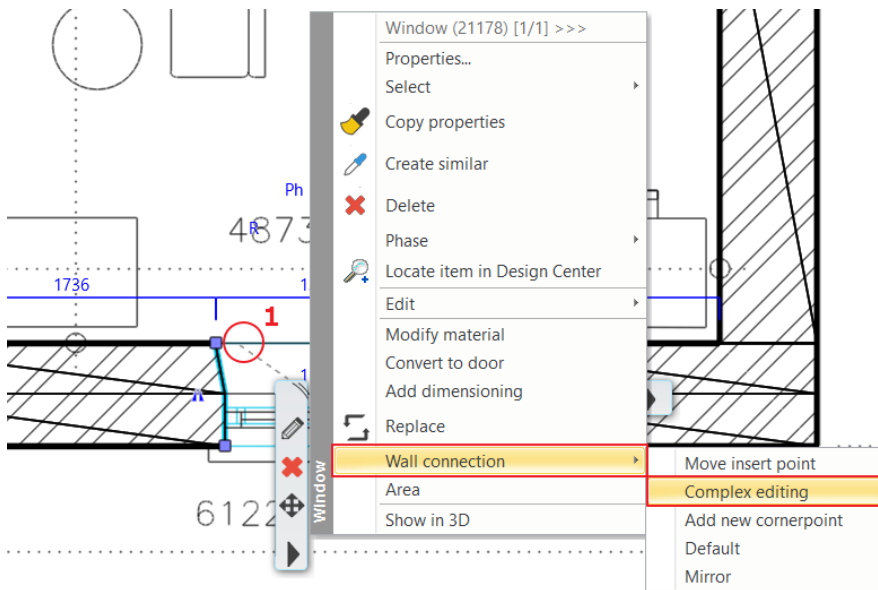 Window (21178) [1/1] >>>
Properties...
Select
Copy properties
Create similar
Delete
Ph
R
Phase
Locate item in Design Center
1736
1
Edit
Modify material
Convert to door
Add dimensioning
Replace
Wall connection
Area
Show in 3D
Window
Move insert point
Complex editing
Add new cornerpoint
Default
Mirror